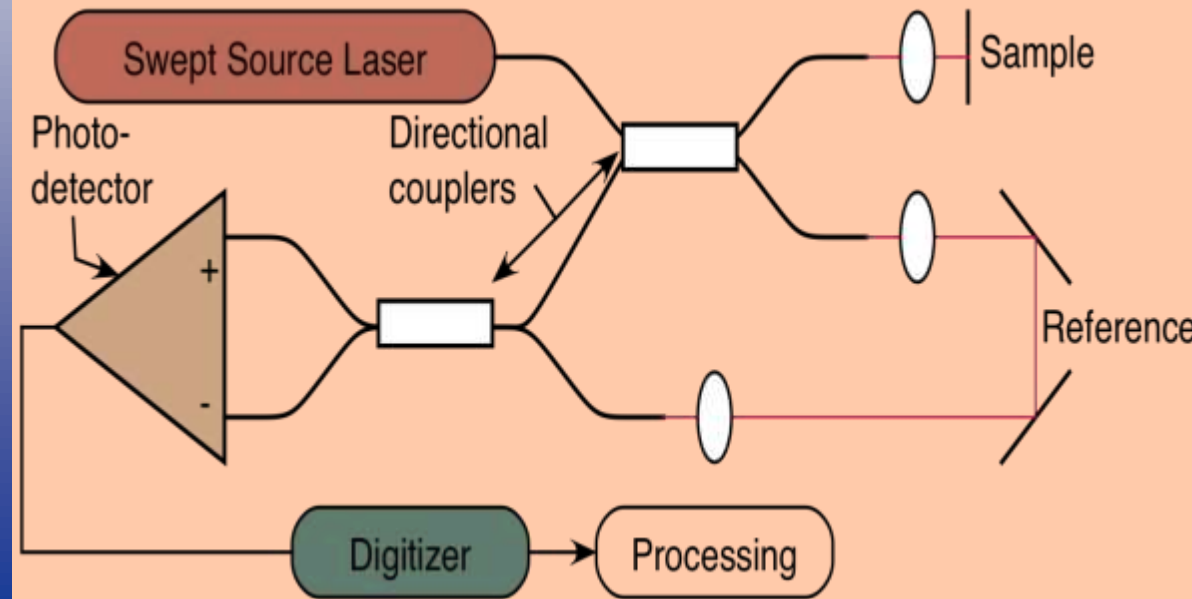 Swept Source Laser
Sample
Photo-
detector
Directional
couplers
+
-
Reference
Digitizer
Processing